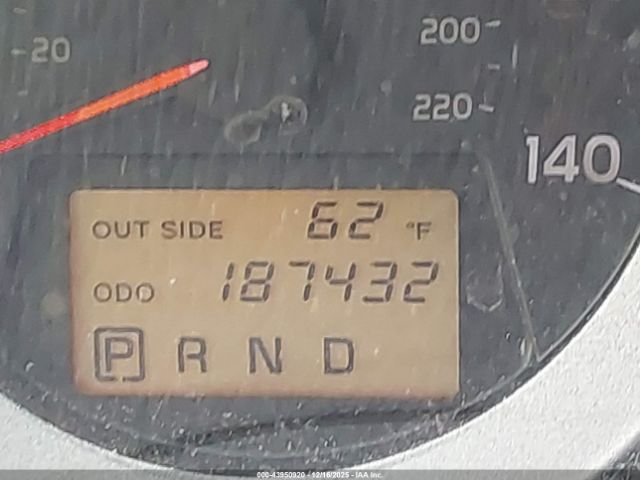 20
200
220
140
OUT SIDE 62 °F
ODO 187432
P R N D
000-43950920 - 12/16/2025 - IAA Inc.